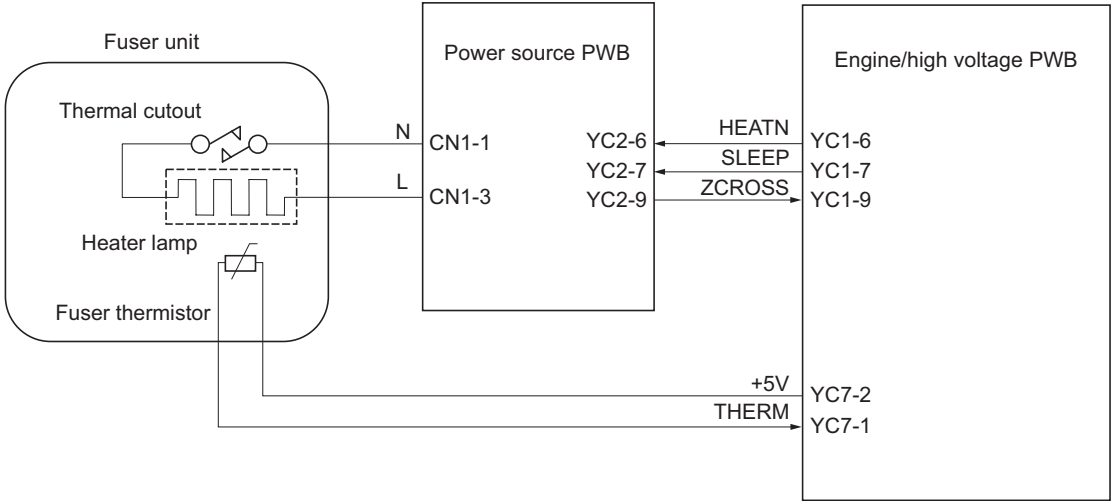 Fuser unit
Thermal cutout
Heater lamp
Fuser thermistor
N
L
Power source PWB
CN1-1
CN1-3
YC2-6
YC2-7
YC2-9
HEATN
SLEEP
ZCROSS
+5V
THERM
Engine/high voltage PWB
YC1-6
YC1-7
YC1-9
YC7-2
YC7-1